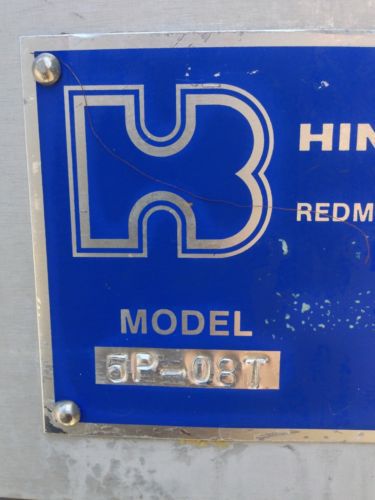 HIN
REDM
MODEL
5P-08T